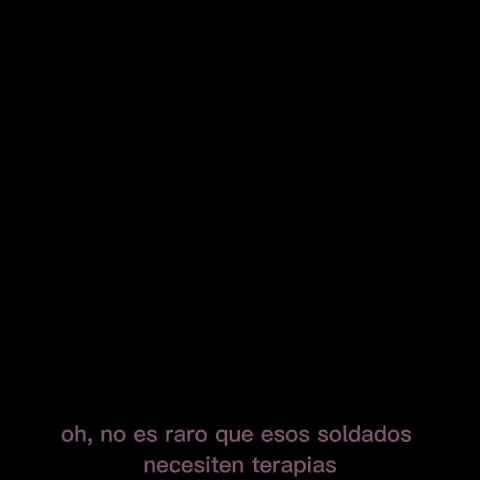 oh, no es raro que esos soldados
necesiten terapias